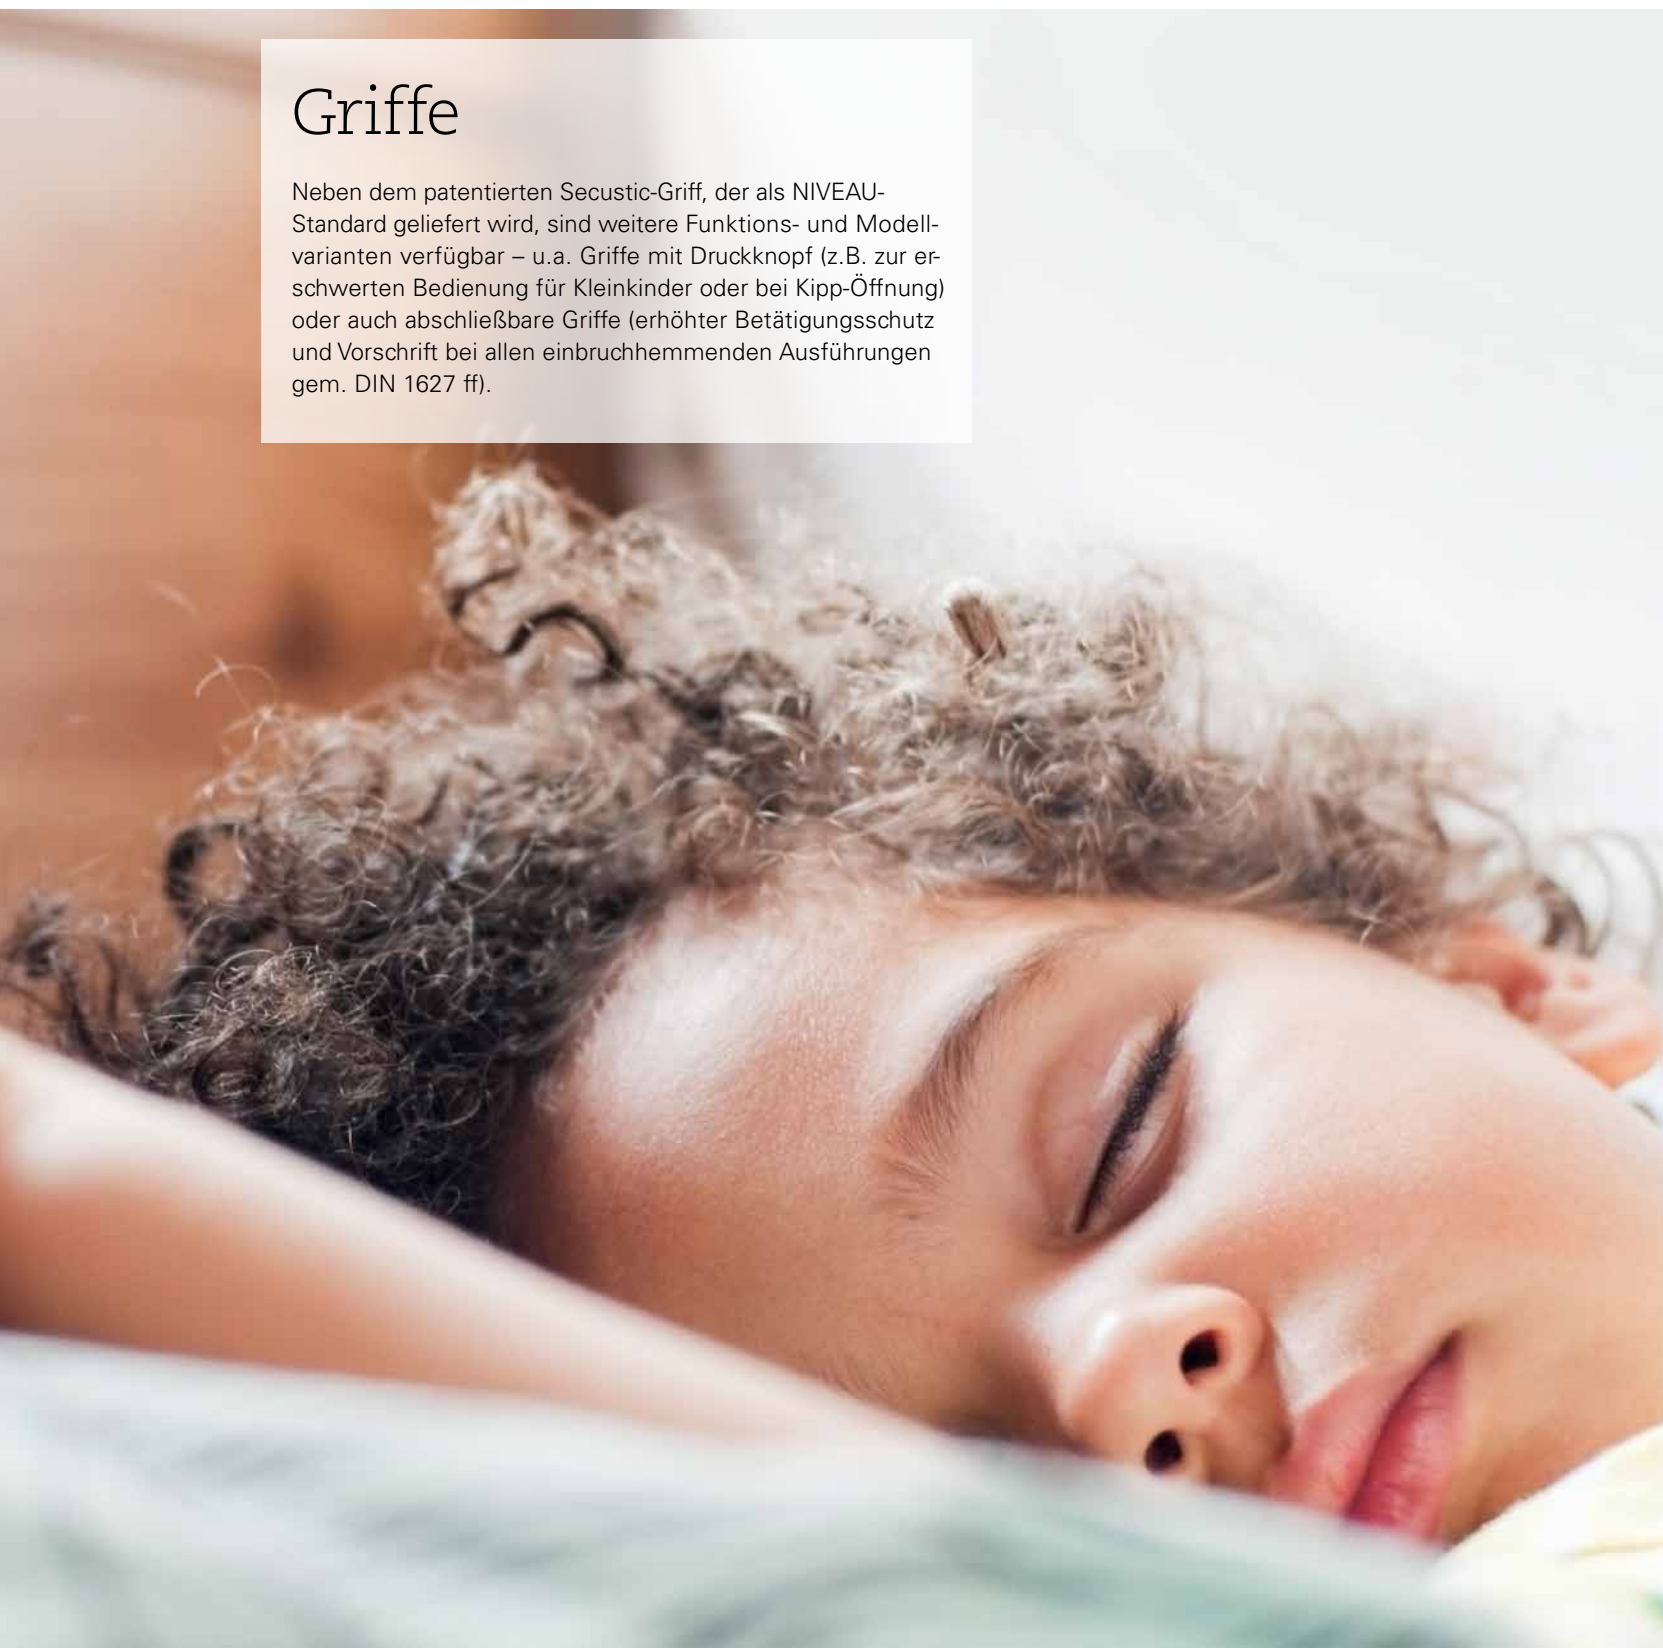 Griffe
Neben dem patentierten Secustic-Griff, der als NIVEAU-
Standard geliefert wird, sind weitere Funktions- und Modell-
varianten verfügbar – u.a. Griffe mit Druckknopf (z.B. zur er-
schwerten Bedienung für Kleinkinder oder bei Kipp-Öffnung)
oder auch abschließbare Griffe (erhöhter Betätigungsschutz
und Vorschrift bei allen einbruchhemmenden Ausführungen
gem. DIN 1627 ff).